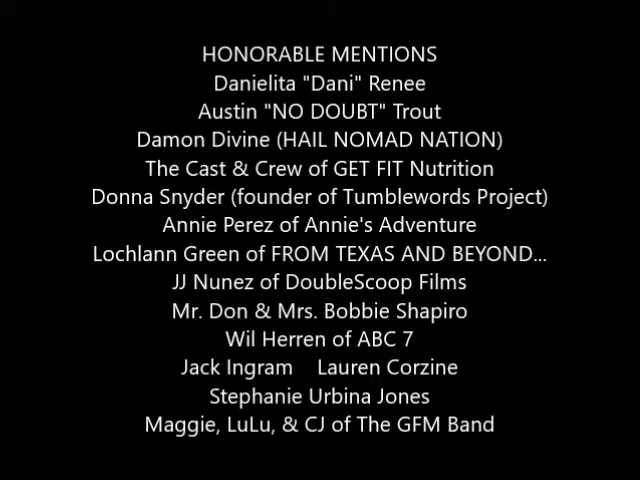 HONORABLE MENTIONS
Danielita "Dani" Renee
Austin "NO DOUBT" Trout
Damon Divine (HAIL NOMAD NATION)
The Cast & Crew of GET FIT Nutrition
Donna Snyder (founder of Tumblewords Project)
Annie Perez of Annie's Adventure
Lochlann Green of FROM TEXAS AND BEYOND...
JJ Nunez of DoubleScoop Films
Mr. Don & Mrs. Bobbie Shapiro
Wil Herren of ABC 7
Jack Ingram    Lauren Corzine
Stephanie Urbina Jones
Maggie, LuLu, & CJ of The GFM Band